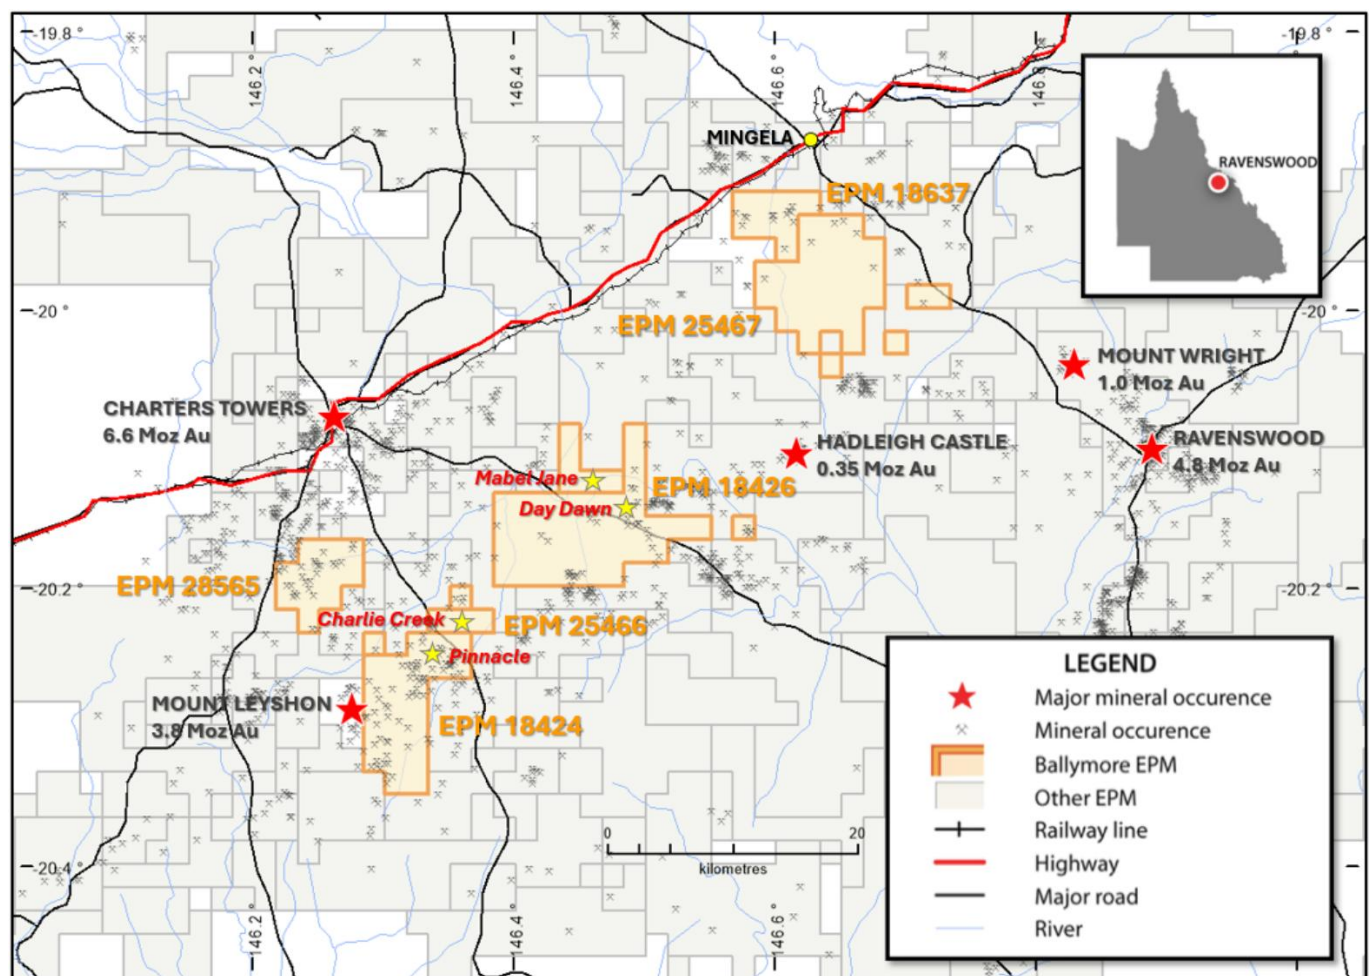 -19.8 °
-19.8 °
146.2 °
146.4 °
146.6 °
MINGELA
RAVENSWOOD
EPM 18637
-20 °
-20 °
EPM 25467
MOUNT WRIGHT
1.0 Moz Au
CHARTERS TOWERS
6.6 Moz Au
HADLEIGH CASTLE
0.35 Moz Au
RAVENSWOOD
4.8 Moz Au
Mabel Jane
EPM 18426
Day Dawn
EPM 28565
-20.2 °
-20.2 °
Charlie Creek
EPM 25466
Pinnacle
MOUNT LEYSHON
3.8 Moz Au
EPM 18424
0
20
kilometres
-20.4 °
146.2 °
146.4 °
146.6 °
LEGEND
Major mineral occurence
Mineral occurence
Ballymore EPM
Other EPM
Railway line
Highway
Major road
River